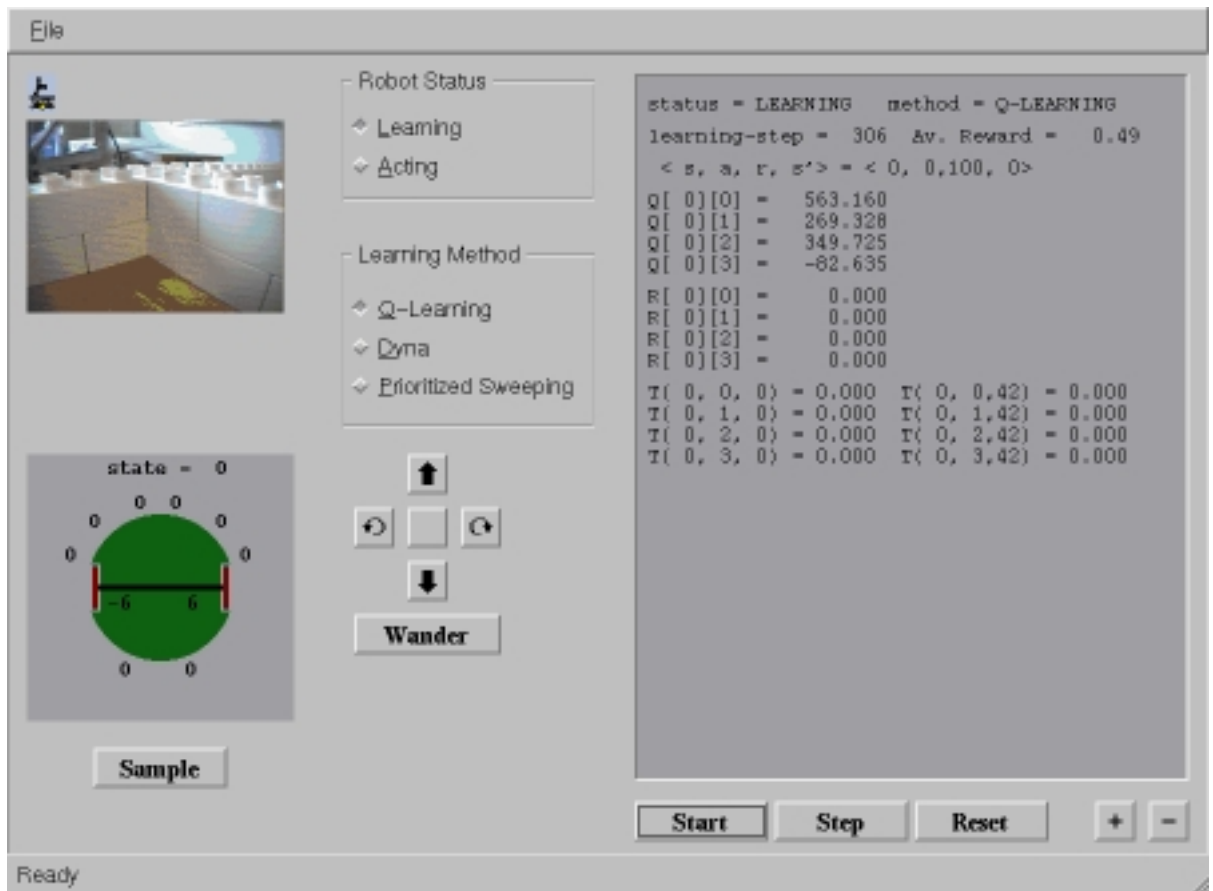 File
Robot Status
Learning
Acting
Learning Method
Q-Learning
Dyna
Prioritized Sweeping
state = 0
0 0
0 0
0 0
-6 6
0 0
Sample
Wander
status = LEARNING method = Q-LEARNING
learning-step = 306 Av. Reward = 0.49
< s, a, r, s'> = < 0, 0,100, 0>
Q[ 0][0] = 563.160
Q[ 0][1] = 269.328
Q[ 0][2] = 349.725
Q[ 0][3] = -82.635
R[ 0][0] = 0.000
R[ 0][1] = 0.000
R[ 0][2] = 0.000
R[ 0][3] = 0.000
T( 0, 0, 0) = 0.000 T( 0, 0,42) = 0.000
T( 0, 1, 0) = 0.000 T( 0, 1,42) = 0.000
T( 0, 2, 0) = 0.000 T( 0, 2,42) = 0.000
T( 0, 3, 0) = 0.000 T( 0, 3,42) = 0.000
Start Step Reset + -
Ready